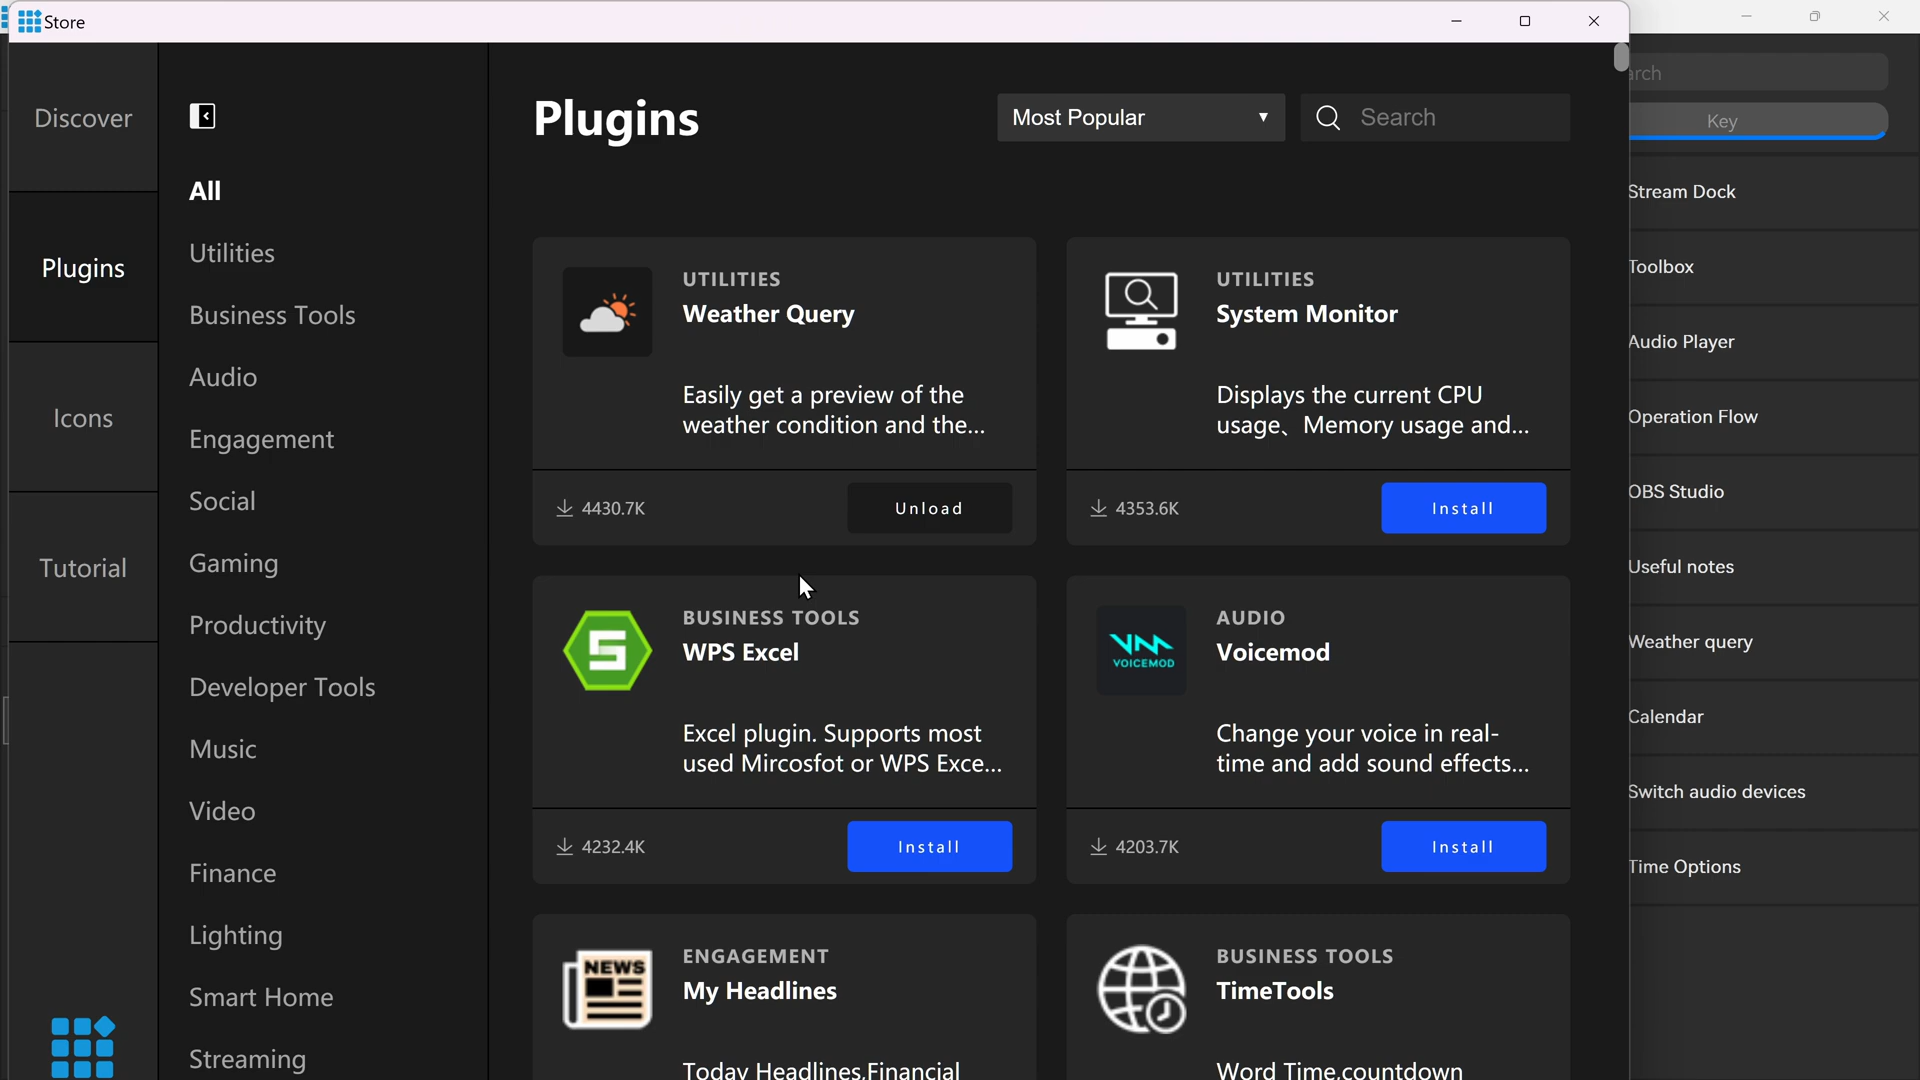 Store
Discover
Plugins
Icons
Tutorial
All
Utilities
Business Tools
Audio
Engagement
Social
Gaming
Productivity
Developer Tools
Music
Video
Finance
Lighting
Smart Home
Streaming
Plugins
Most Popular
Search
UTILITIES
Weather Query
Easily get a preview of the
weather condition and the...
4430.7K
Unload
UTILITIES
System Monitor
Displays the current CPU
usage、Memory usage and...
4353.6K
Install
BUSINESS TOOLS
WPS Excel
Excel plugin. Supports most
used Mircosfot or WPS Exce...
4232.4K
Install
AUDIO
VOICEMOD
Voicemod
Change your voice in real-
time and add sound effects...
4203.7K
Install
NEWS
ENGAGEMENT
My Headlines
Today Headlines,Financial
BUSINESS TOOLS
TimeTools
Word Time,countdown
arch
Key
Stream Dock
Toolbox
Audio Player
Operation Flow
OBS Studio
Useful notes
Weather query
Calendar
Switch audio devices
Time Options